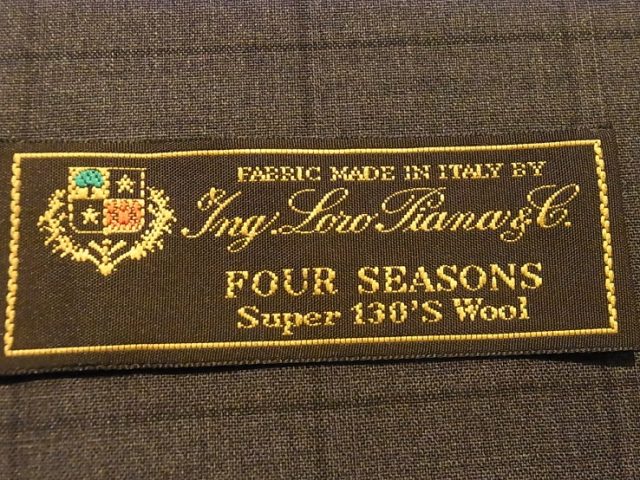 FABRIC MADE IN ITALY BY
Ing. Loro Piana & C.
FOUR SEASONS
Super 130'S Wool